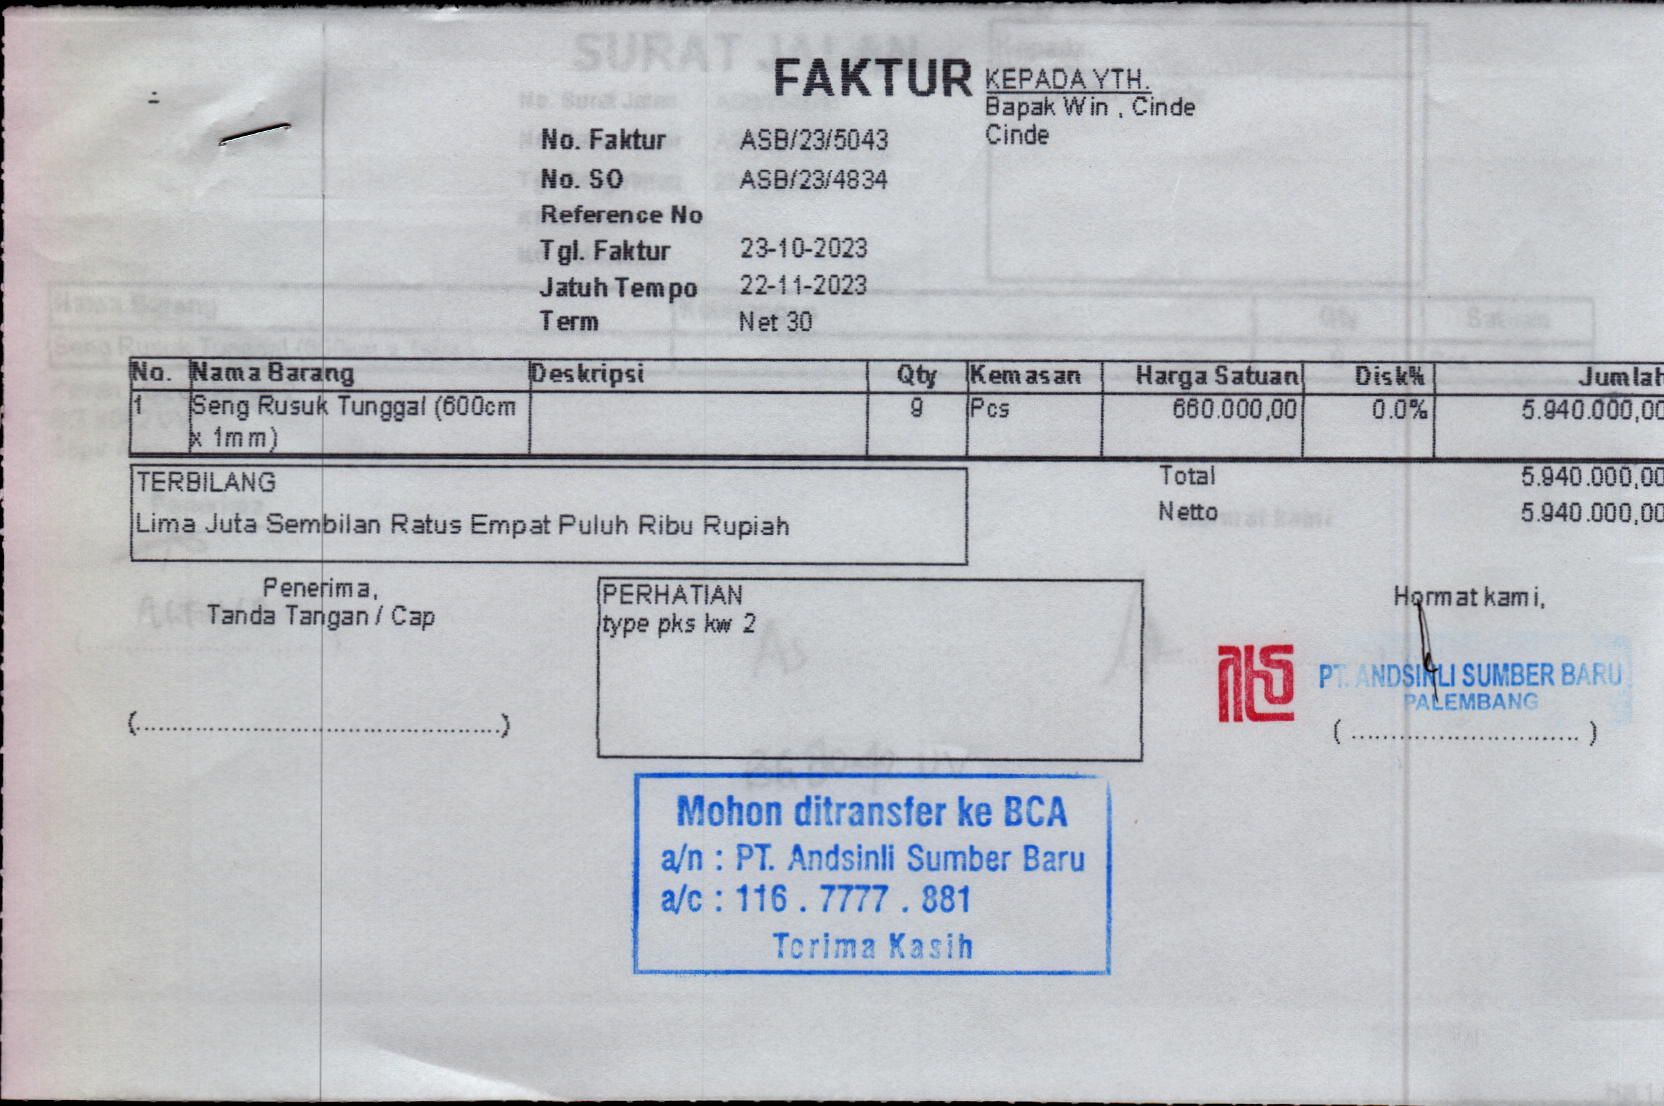 FAKTUR
KEPADA YTH.
Bapak Win , Cinde
Cinde
No. Faktur ASB/23/5043
No. SO ASB/23/4834
Reference No
Tgl. Faktur 23-10-2023
Jatuh Tempo 22-11-2023
Term Net 30
No. Nama Barang Deskripsi Qty Kemasan Harga Satuan Disk% Jumlah
1 Seng Rusuk Tunggal (600cm 9 Pcs 660.000,00 0.0% 5.940.000,00
x 1mm)
TERBILANG
Lima Juta Sembilan Ratus Empat Puluh Ribu Rupiah
Total 5.940.000,00
Netto 5.940.000,00
Penerima,
Tanda Tangan / Cap
(..............................................)
PERHATIAN
type pks kw 2
Hormat kami,
PT. ANDSINLI SUMBER BARU
PALEMBANG
( ............................. )
Mohon ditransfer ke BCA
a/n : PT. Andsinli Sumber Baru
a/c : 116 . 7777 . 881
Terima Kasih
SURAT JALAN